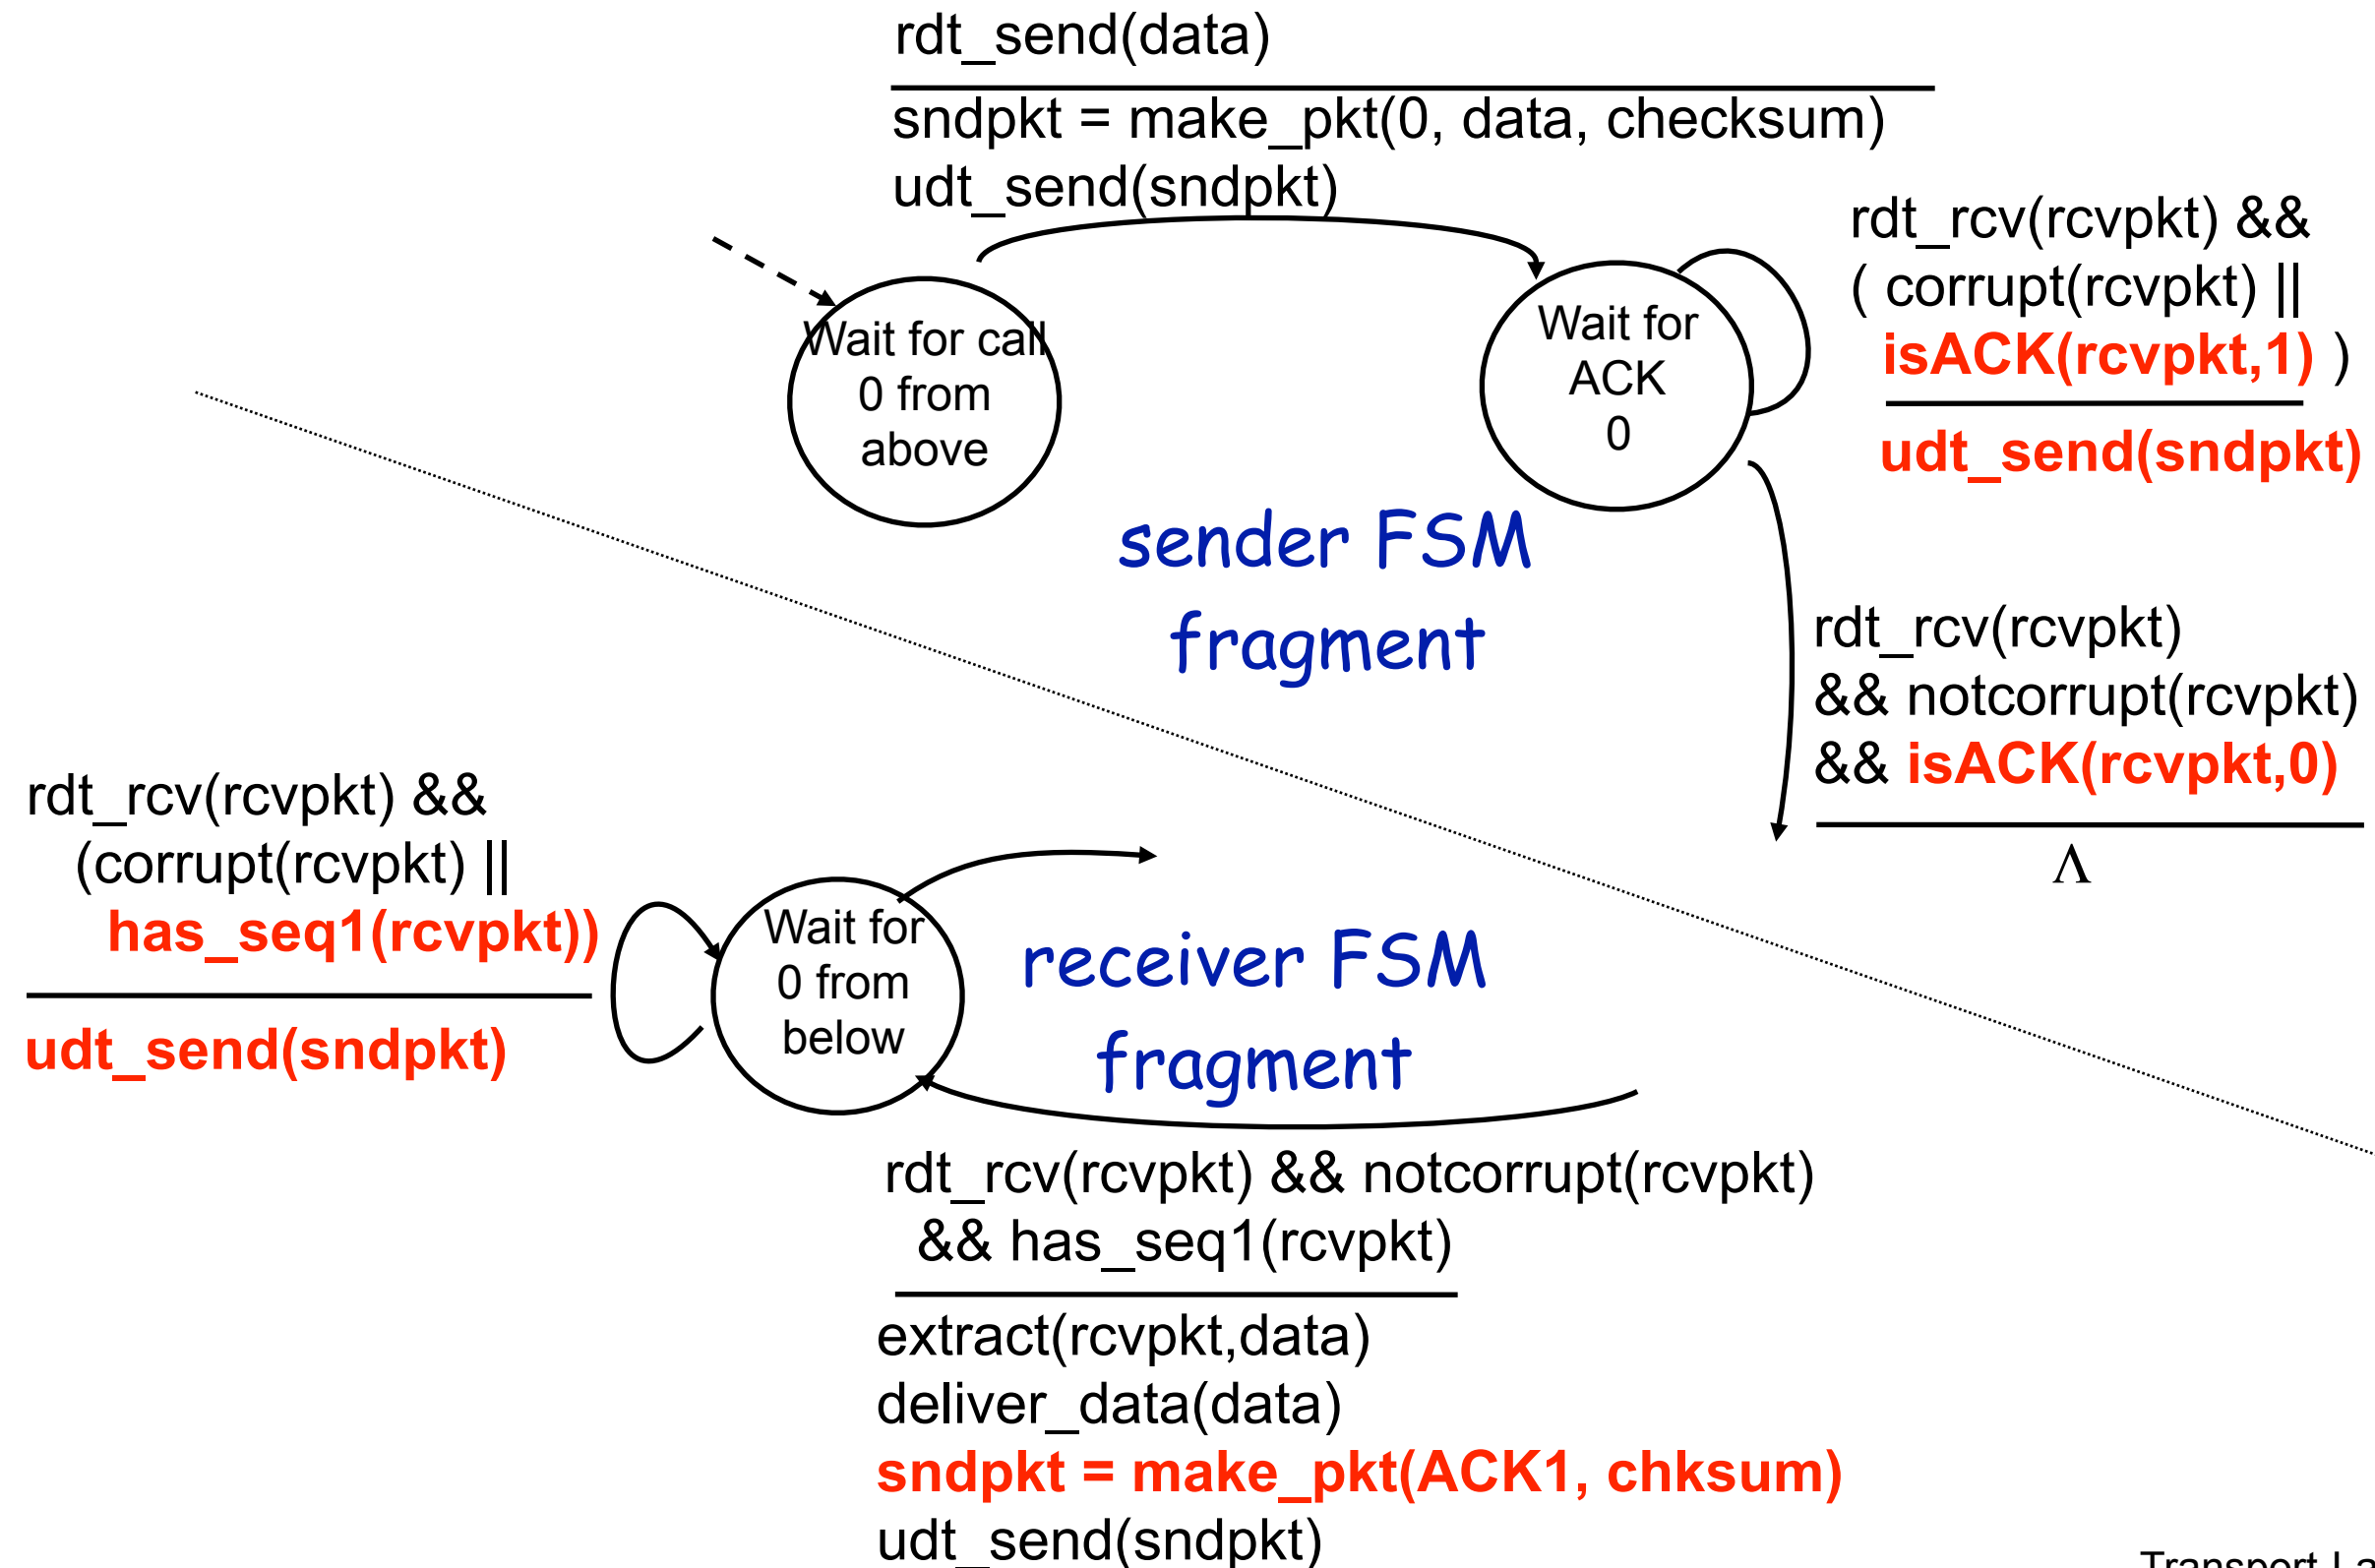 rdt_send(data)
sndpkt = make_pkt(0, data, checksum)
udt_send(sndpkt)
rdt_rcv(rcvpkt) &&
( corrupt(rcvpkt) ||
isACK(rcvpkt,1) )
udt_send(sndpkt)
Wait for call
0 from
above
Wait for
ACK
0
sender FSM
fragment
rdt_rcv(rcvpkt)
&& notcorrupt(rcvpkt)
&& isACK(rcvpkt,0)
Λ
rdt_rcv(rcvpkt) &&
(corrupt(rcvpkt) ||
has_seq1(rcvpkt))
udt_send(sndpkt)
Wait for
0 from
below
receiver FSM
fragment
rdt_rcv(rcvpkt) && notcorrupt(rcvpkt)
&& has_seq1(rcvpkt)
extract(rcvpkt,data)
deliver_data(data)
sndpkt = make_pkt(ACK1, chksum)
udt_send(sndpkt)
Transport